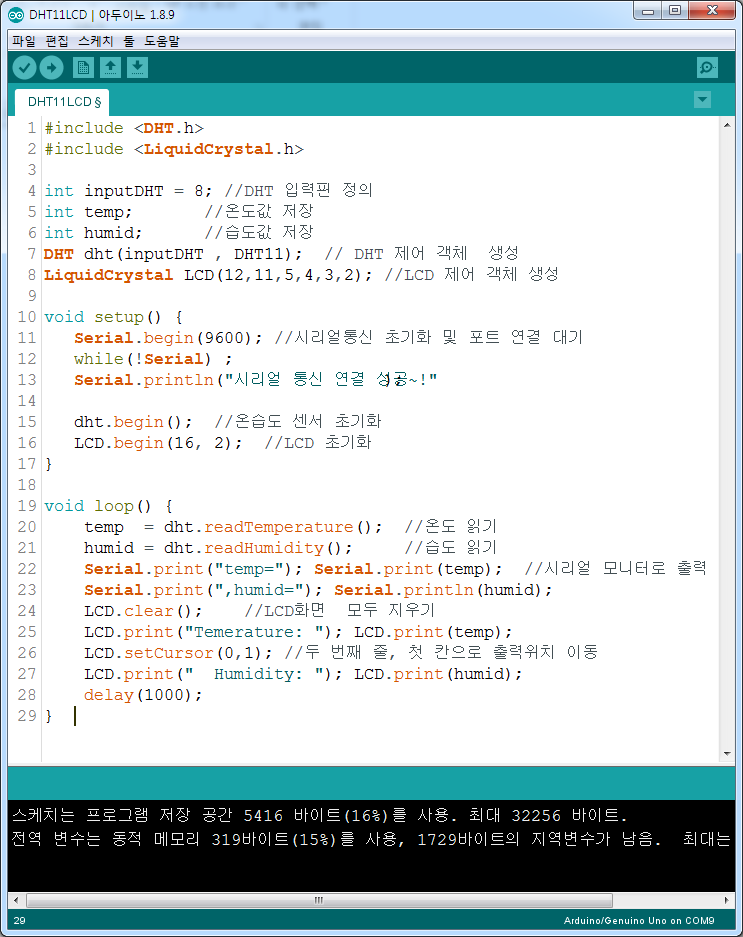 DHT11LCD | 아두이노 1.8.9
파일 편집 스케치 툴 도움말
DHT11LCD §
1 #include <DHT.h>
2 #include <LiquidCrystal.h>
3
4 int inputDHT = 8; //DHT 입력핀 정의
5 int temp; //온도값 저장
6 int humid; //습도값 저장
7 DHT dht(inputDHT , DHT11); // DHT 제어 객체 생성
8 LiquidCrystal LCD(12,11,5,4,3,2); //LCD 제어 객체 생성
9
10 void setup() {
11 Serial.begin(9600); //시리얼통신 초기화 및 포트 연결 대기
12 while(!Serial) ;
13 Serial.println("시리얼 통신 연결 성공~!"
14
15 dht.begin(); //온습도 센서 초기화
16 LCD.begin(16, 2); //LCD 초기화
17 }
18
19 void loop() {
20 temp = dht.readTemperature(); //온도 읽기
21 humid = dht.readHumidity(); //습도 읽기
22 Serial.print("temp="); Serial.print(temp); //시리얼 모니터로 출력
23 Serial.print(",humid="); Serial.println(humid);
24 LCD.clear(); //LCD화면 모두 지우기
25 LCD.print("Temerature: "); LCD.print(temp);
26 LCD.setCursor(0,1); //두 번째 줄, 첫 칸으로 출력위치 이동
27 LCD.print("  Humidity: "); LCD.print(humid);
28 delay(1000);
29 }
스케치는 프로그램 저장 공간 5416 바이트(16%)를 사용. 최대 32256 바이트.
전역 변수는 동적 메모리 319바이트(15%)를 사용, 1729바이트의 지역변수가 남음. 최대는
29 Arduino/Genuino Uno on COM9